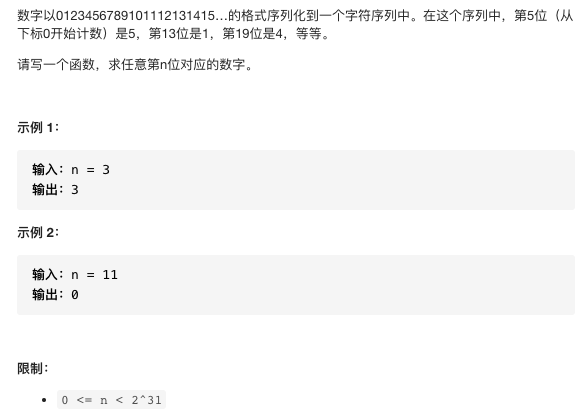 数字以0123456789101112131415…的格式序列化到一个字符序列中。在这个序列中，第5位（从
下标0开始计数）是5，第13位是1，第19位是4，等等。
请写一个函数，求任意第n位对应的数字。
示例 1：
输入：n = 3
输出：3
示例 2：
输入：n = 11
输出：0
限制：
• 0 <= n < 2^31